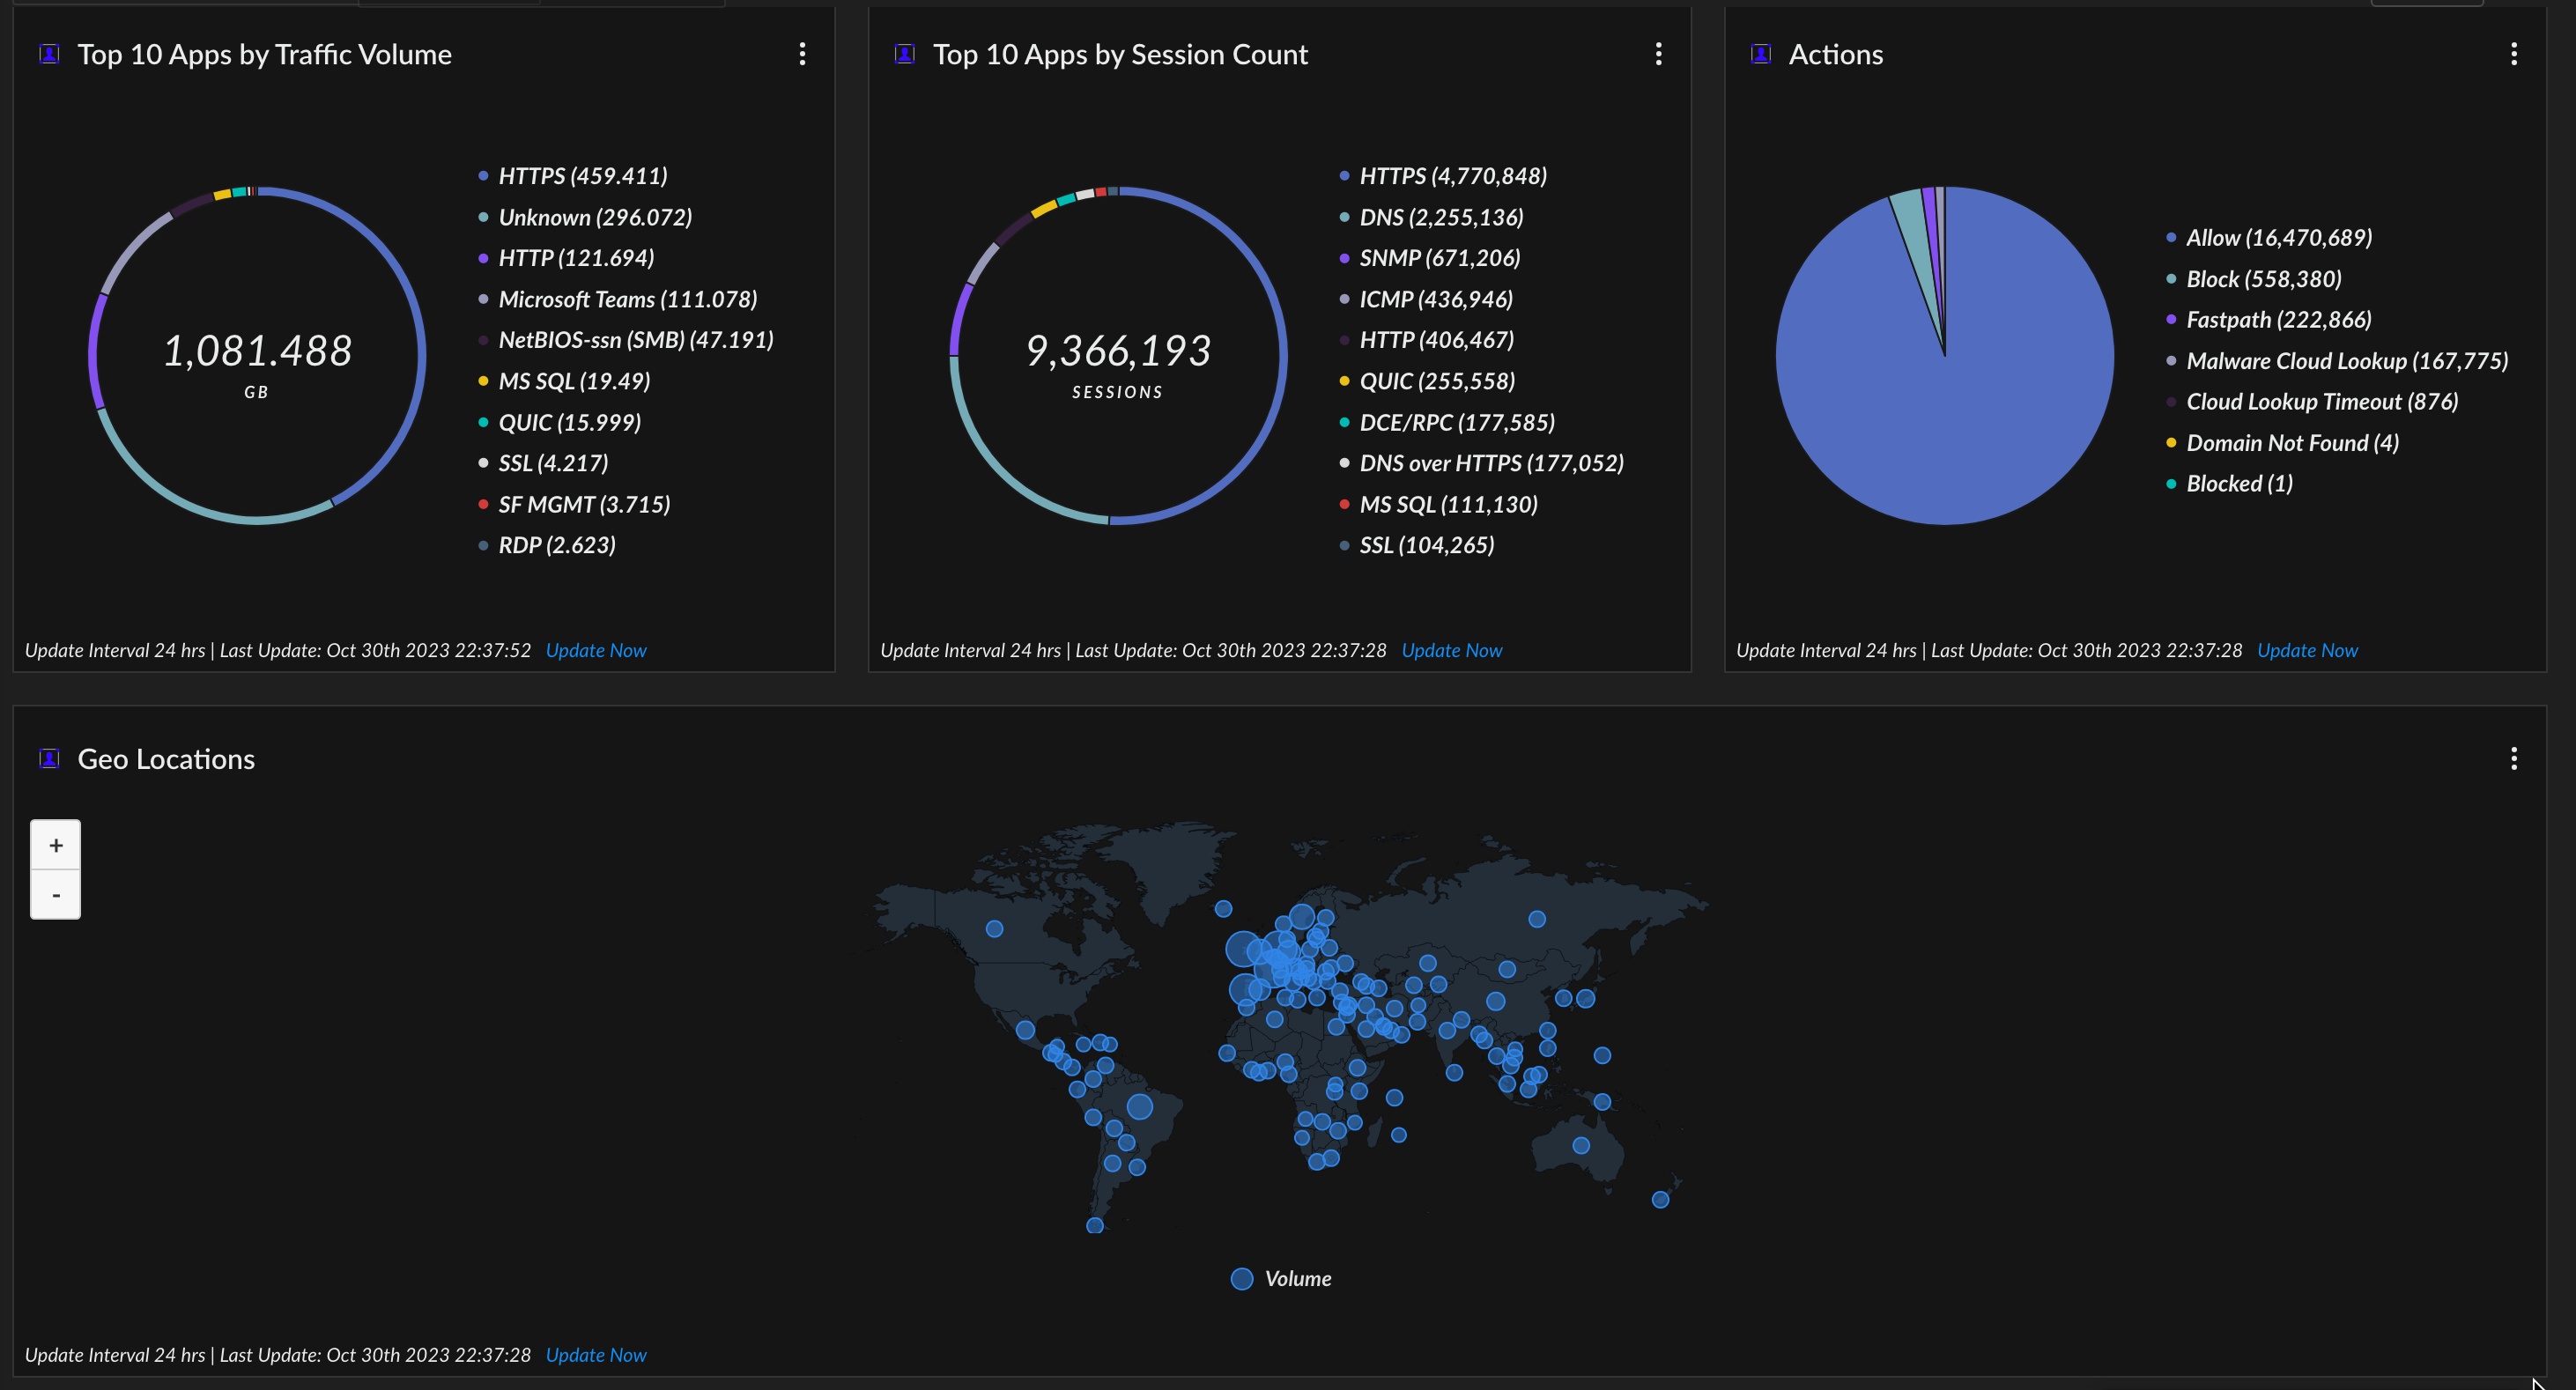 Top 10 Apps by Traffic Volume
1,081.488
GB
HTTPS (459.411)
Unknown (296.072)
HTTP (121.694)
Microsoft Teams (111.078)
NetBIOS-ssn (SMB) (47.191)
MS SQL (19.49)
QUIC (15.999)
SSL (4.217)
SF MGMT (3.715)
RDP (2.623)
Update Interval 24 hrs | Last Update: Oct 30th 2023 22:37:52 Update Now
Top 10 Apps by Session Count
9,366,193
SESSIONS
HTTPS (4,770,848)
DNS (2,255,136)
SNMP (671,206)
ICMP (436,946)
HTTP (406,467)
QUIC (255,558)
DCE/RPC (177,585)
DNS over HTTPS (177,052)
MS SQL (111,130)
SSL (104,265)
Update Interval 24 hrs | Last Update: Oct 30th 2023 22:37:28 Update Now
Actions
Allow (16,470,689)
Block (558,380)
Fastpath (222,866)
Malware Cloud Lookup (167,775)
Cloud Lookup Timeout (876)
Domain Not Found (4)
Blocked (1)
Update Interval 24 hrs | Last Update: Oct 30th 2023 22:37:28 Update Now
Geo Locations
+
-
Volume
Update Interval 24 hrs | Last Update: Oct 30th 2023 22:37:28 Update Now